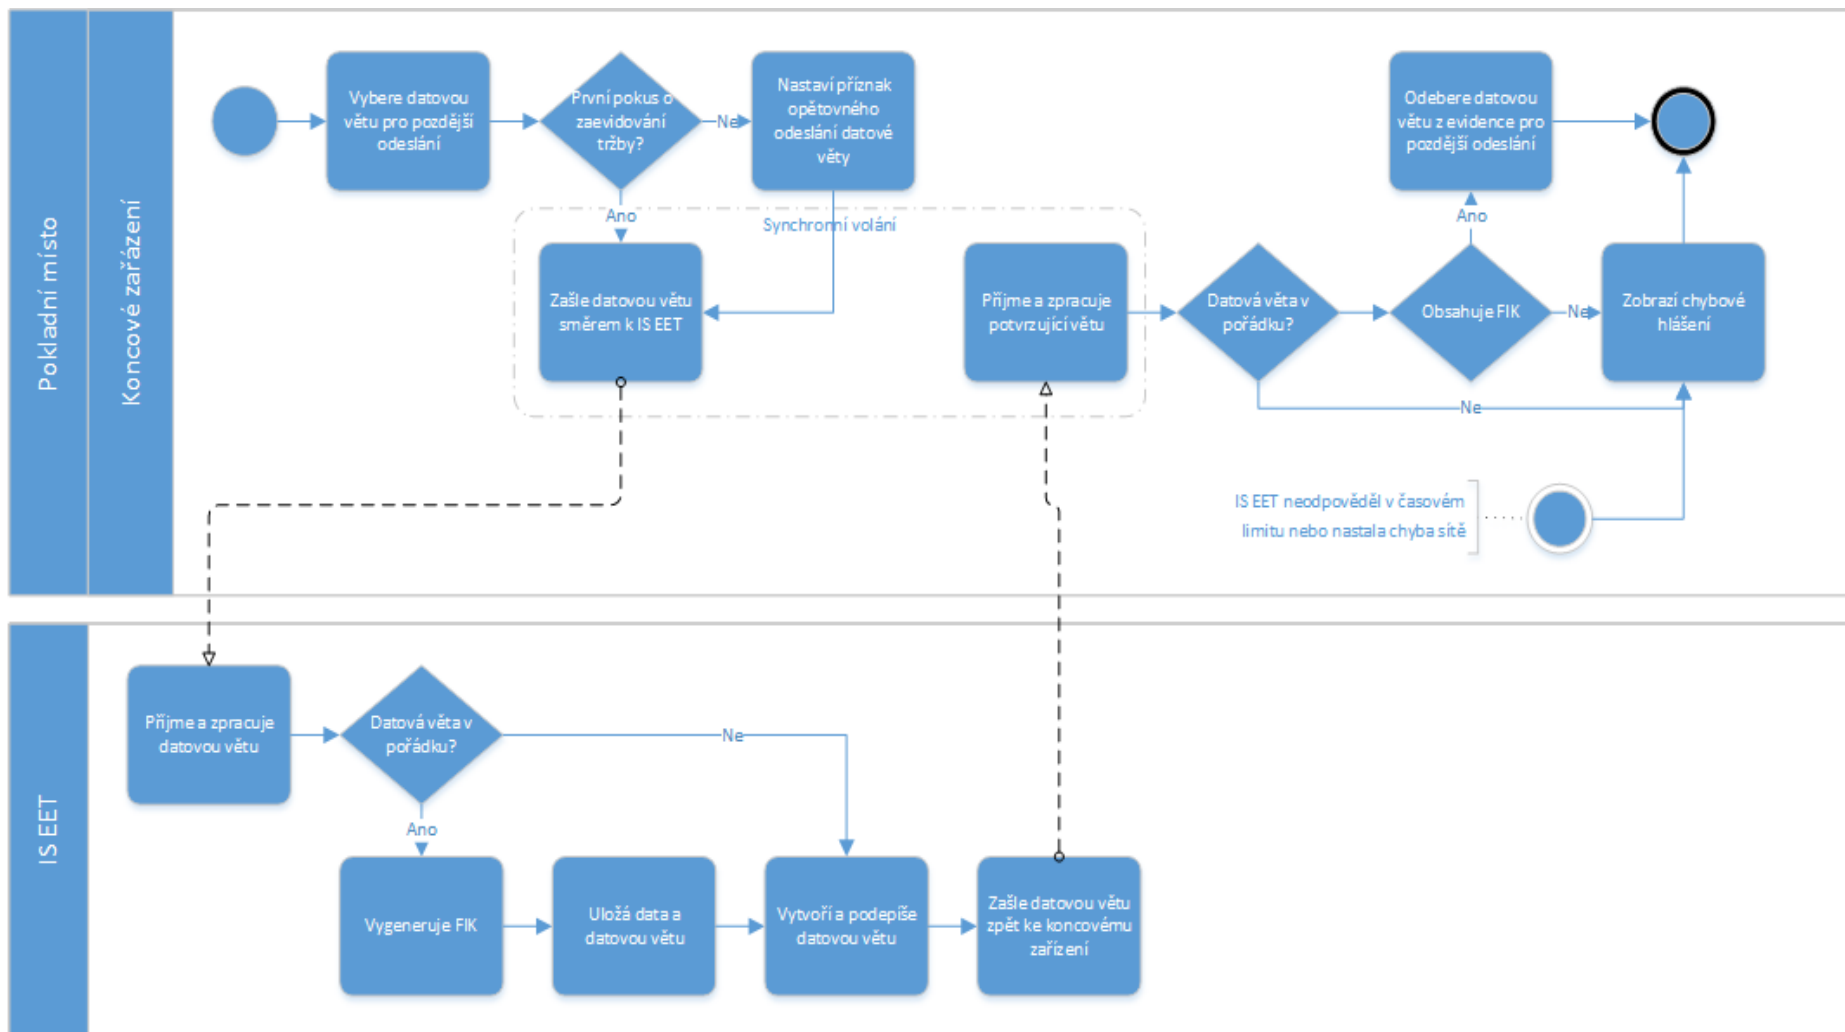 Pokladní místo
Koncové zařázení
Vybere datovou
větu pro pozdější
odeslání
První pokus o
zaevidování
tržby?
Ne
Nastaví příznak
opětovného
odeslání datové
věty
Odebere datovou
větu z evidence pro
pozdější odeslání
Ano
Synchronní volání
Ano
Zašle datovou větu
směrem k IS EET
Příjme a zpracuje
potvrzující větu
Datová věta v
pořádku?
Obsahuje FIK
Ne
Zobrazí chybové
hlášení
Ne
IS EET neodpověděl v časovém
limitu nebo nastala chyba sítě
IS EET
Příjme a zpracuje
datovou větu
Datová věta v
pořádku?
Ne
Ano
Vygeneruje FIK
Uložá data a
datovou větu
Vytvoří a podepíše
datovou větu
Zašle datovou větu
zpět ke koncovému
zařízení